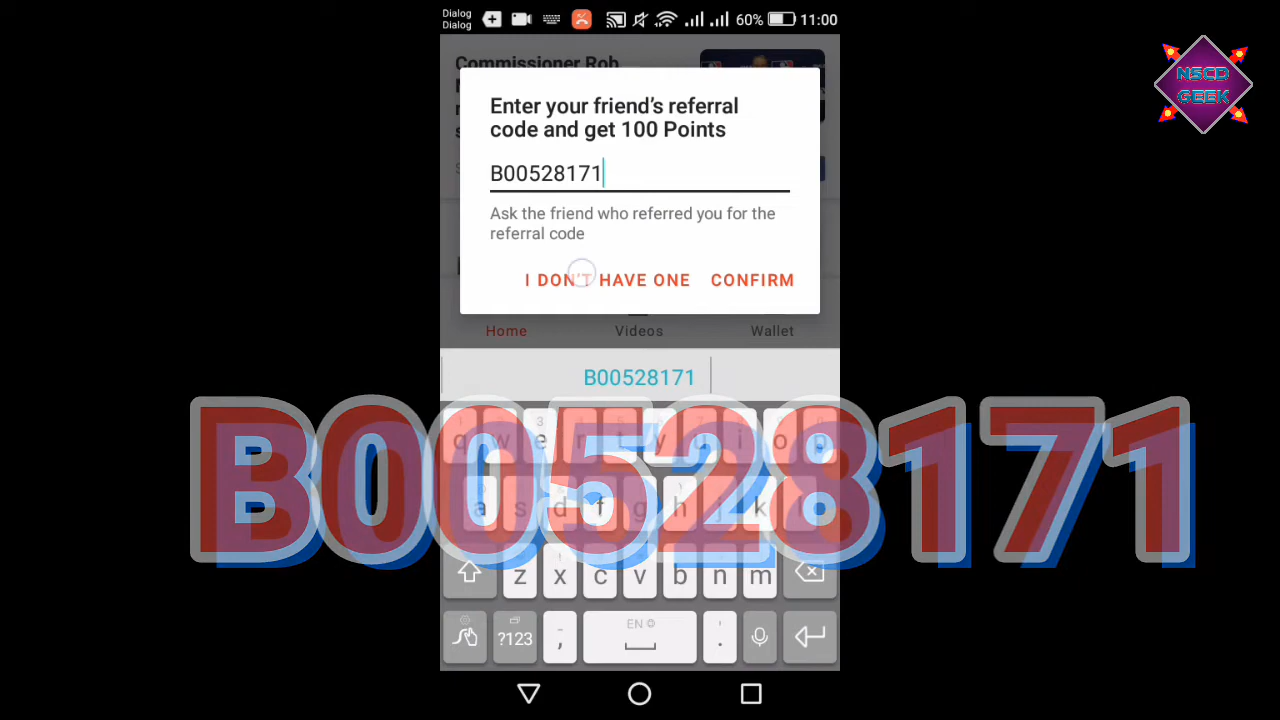 Dialog
Dialog
60% 11:00
NSCD
GEEK
Commissioner Rob
Enter your friend's referral
code and get 100 Points
B00528171
Ask the friend who referred you for the
referral code
I DON'T HAVE ONE CONFIRM
Home Videos Wallet
B00528171
B00528171
q w e r t y u i o p
a s d f g h j k l
z x c v b n m
?123 , EN .